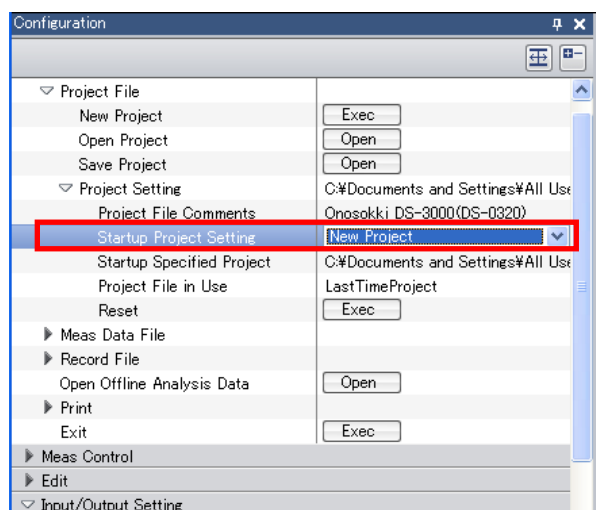 Configuration
Project File
New Project Exec
Open Project Open
Save Project Open
Project Setting C:¥Documents and Settings¥All Use
Project File Comments Onosokki DS-3000(DS-0320)
Startup Project Setting New Project
Startup Specified Project C:¥Documents and Settings¥All Use
Project File in Use LastTimeProject
Reset Exec
Meas Data File
Record File
Open Offline Analysis Data Open
Print
Exit Exec
Meas Control
Edit
Input/Output Setting